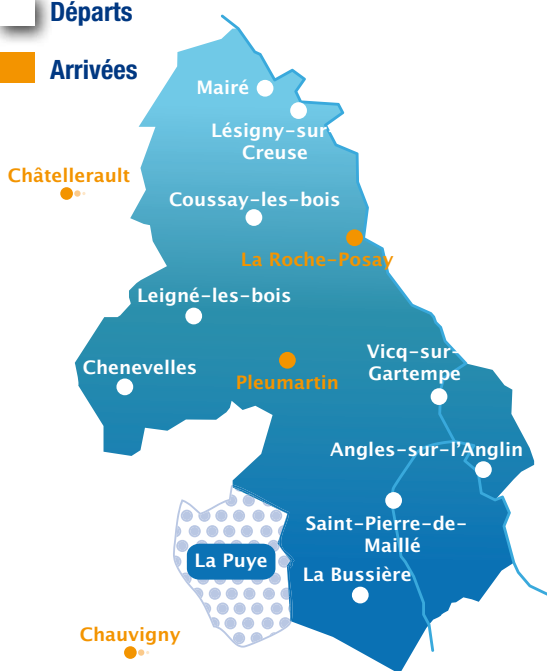 Départs
Arrivées
Mairé
Lésigny-sur-
Creuse
Châtellerault
Coussay-les-bois
La Roche-Posay
Leigné-les-bois
Vicq-sur-
Gartempe
Chenevelles
Pleumartin
Angles-sur-l'Anglin
Saint-Pierre-de-
Maillé
La Puye
La Bussière
Chauvigny